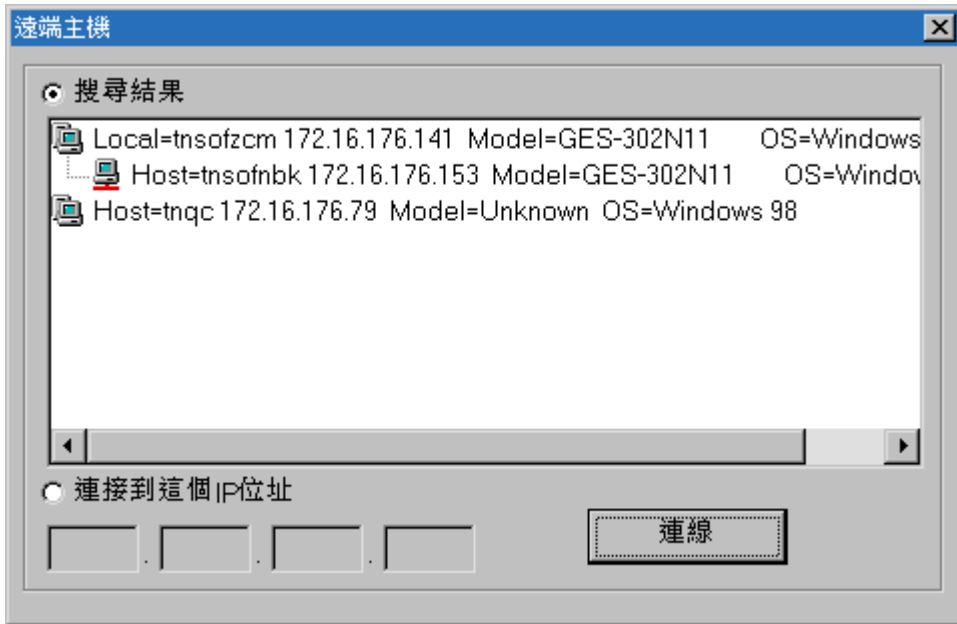 遠端主機
搜尋結果
Local=tnsofzcm 172.16.176.141 Model=GES-302N11 OS=Windows
Host=tnsofnbk 172.16.176.153 Model=GES-302N11 OS=Window
Host=tnqc 172.16.176.79 Model=Unknown OS=Windows 98
連接到這個IP位址
. . .
連線